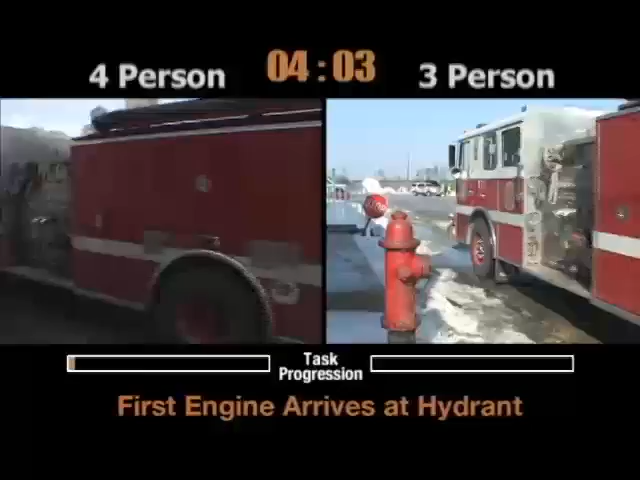 04:03
4 Person
3 Person
Task
Progression
First Engine Arrives at Hydrant